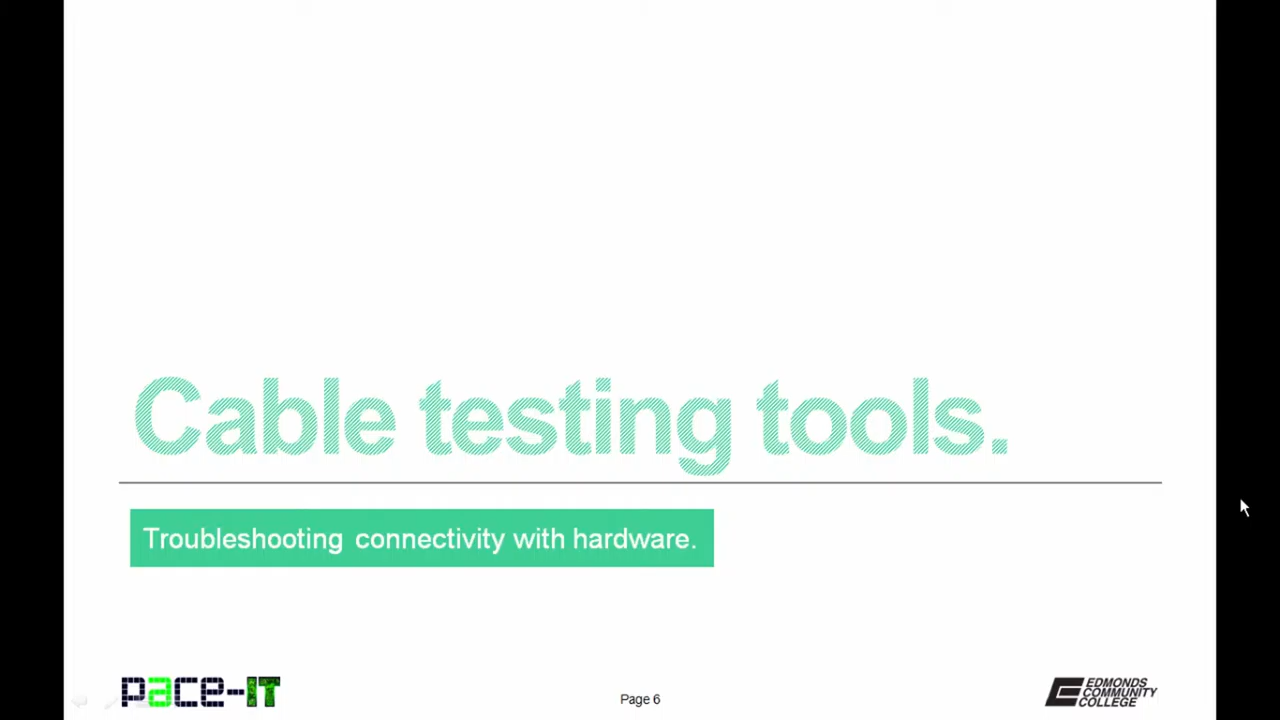 Cable testing tools.
Troubleshooting connectivity with hardware.
pace-IT
Page 6
EDMONDS
COMMUNITY
COLLEGE